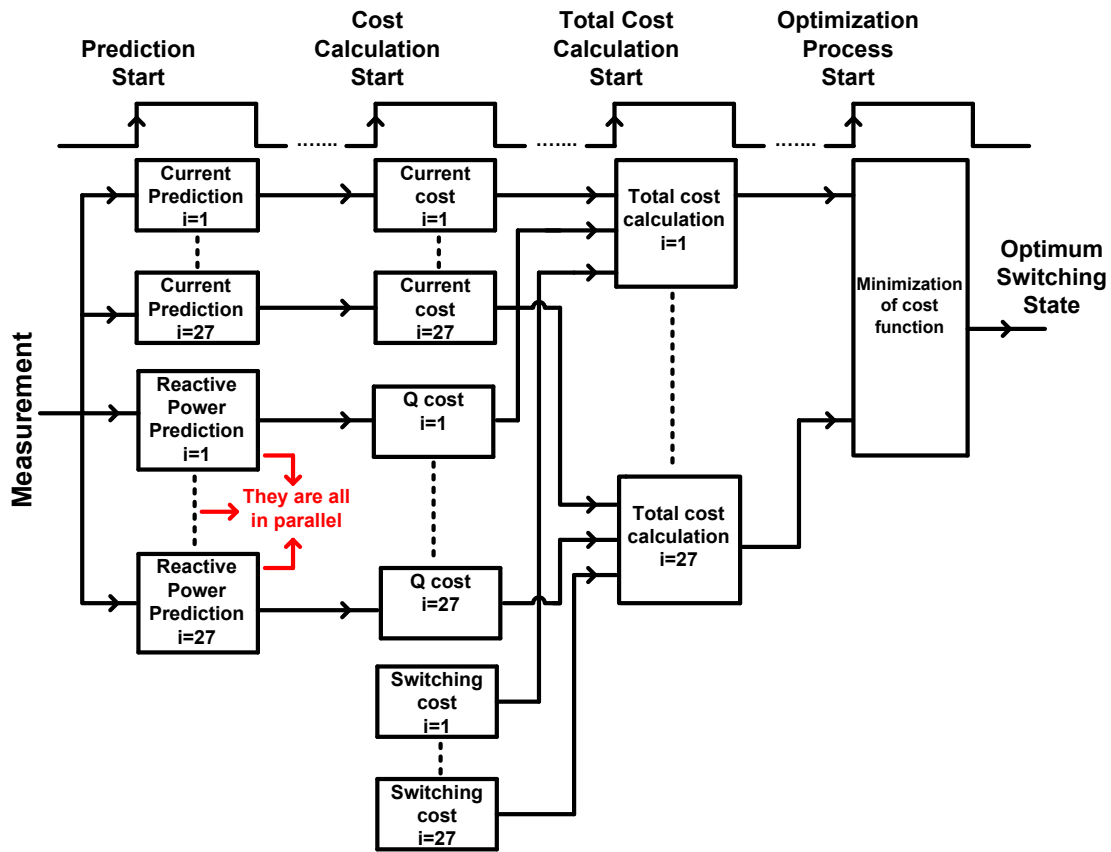 Prediction
Start
Cost
Calculation
Start
Total Cost
Calculation
Start
Optimization
Process
Start
.......
.......
.......
Current
Prediction
i=1
Current
cost
i=1
Total cost
calculation
i=1
Current
Prediction
i=27
Current
cost
i=27
Minimization
of cost
function
Optimum
Switching
State
Measurement
Reactive
Power
Prediction
i=1
Q cost
i=1
They are all
in parallel
Total cost
calculation
i=27
Reactive
Power
Prediction
i=27
Q cost
i=27
Switching
cost
i=1
Switching
cost
i=27